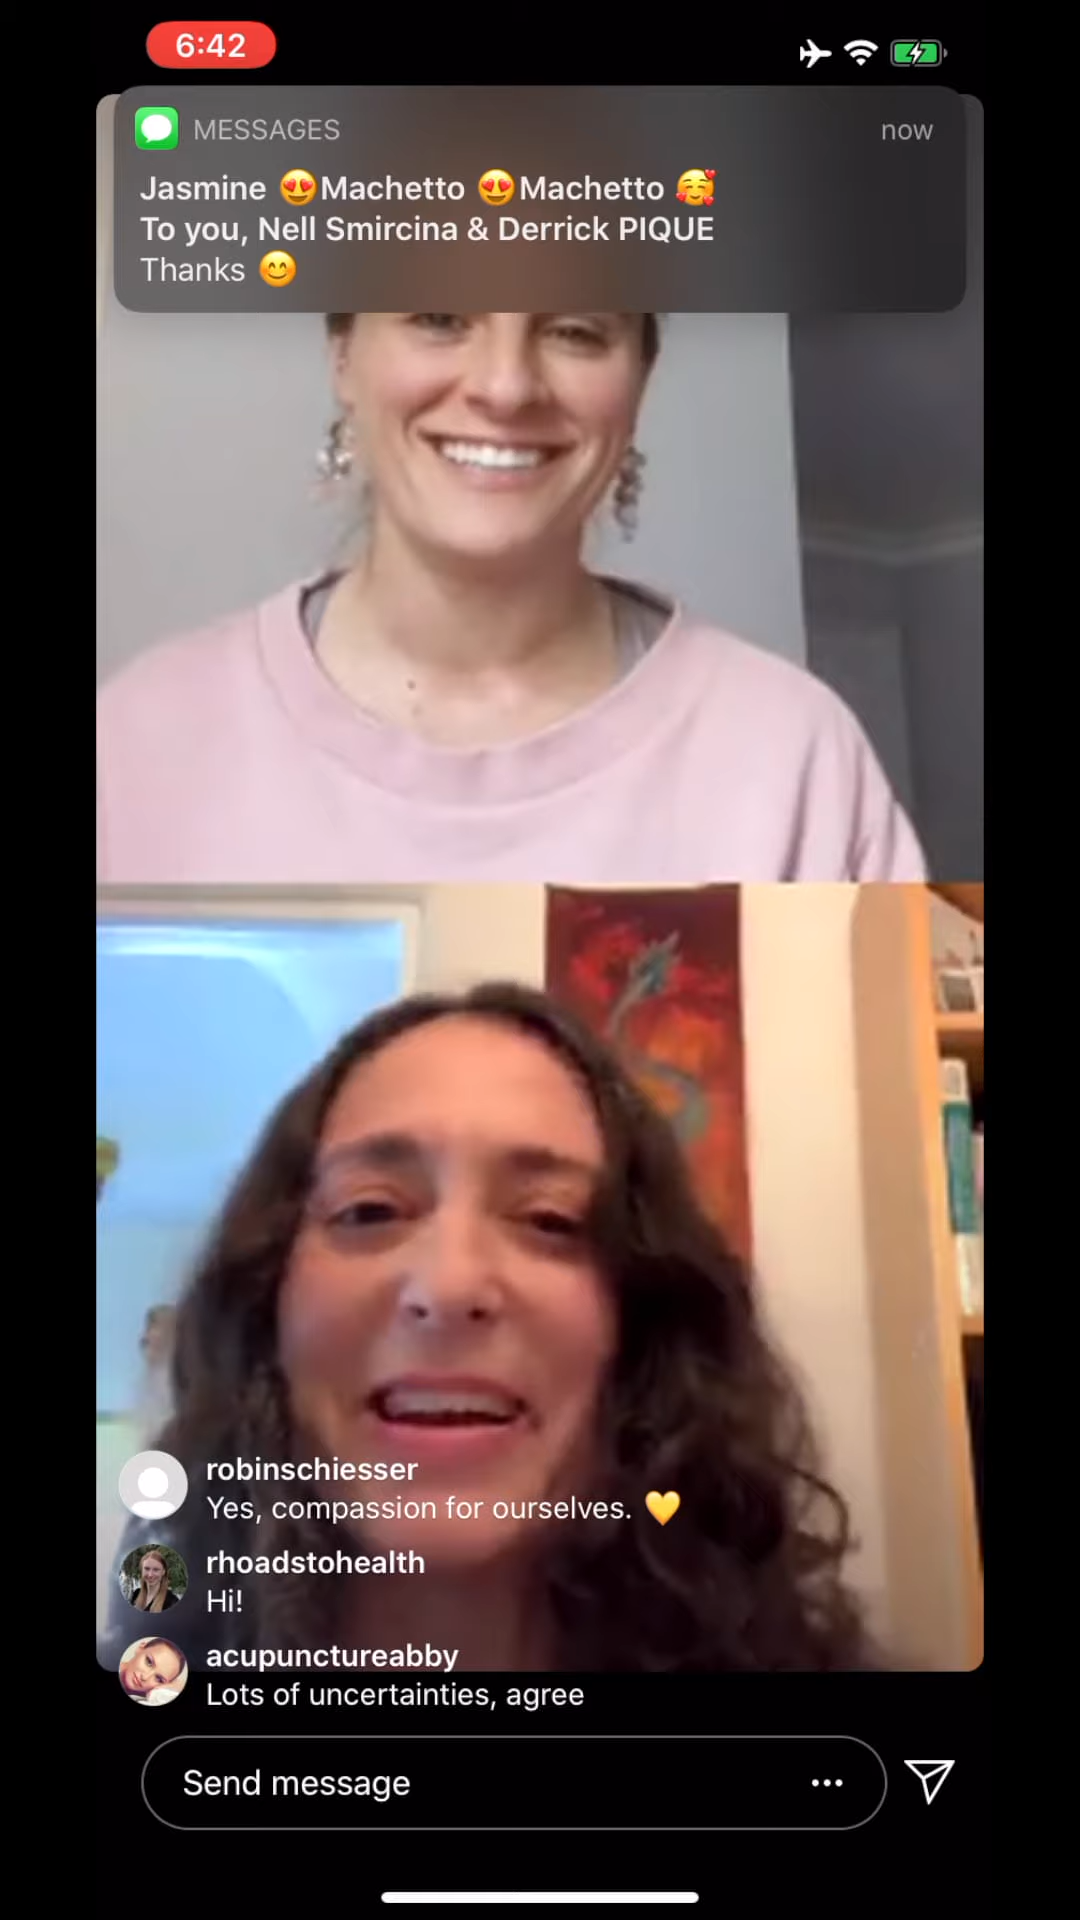 6:42
MESSAGES now
Jasmine 😍Machetto 😍Machetto 🥰
To you, Nell Smircina & Derrick PIQUE
Thanks 😊
robinschiesser
Yes, compassion for ourselves. 💛
rhoadstohealth
Hi!
acupunctureabby
Lots of uncertainties, agree
Send message